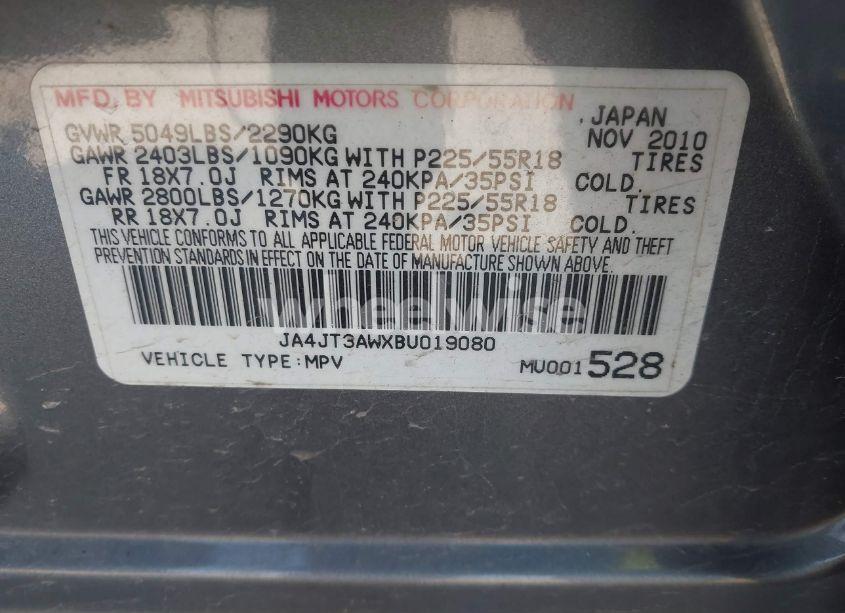 MFD. BY MITSUBISHI MOTORS CORPORATION
, JAPAN
GVWR 5049LBS/2290KG NOV 2010
GAWR 2403LBS/1090KG WITH P225/55R18 TIRES
FR 18X7.0J RIMS AT 240KPA/35PSI COLD.
GAWR 2800LBS/1270KG WITH P225/55R18 TIRES
RR 18X7.0J RIMS AT 240KPA/35PSI COLD.
THIS VEHICLE CONFORMS TO ALL APPLICABLE FEDERAL MOTOR VEHICLE SAFETY AND THEFT
PREVENTION STANDARDS IN EFFECT ON THE DATE OF MANUFACTURE SHOWN ABOVE.
wheelwise
JA4JT3AWXBU019080
VEHICLE TYPE:MPV MU001528